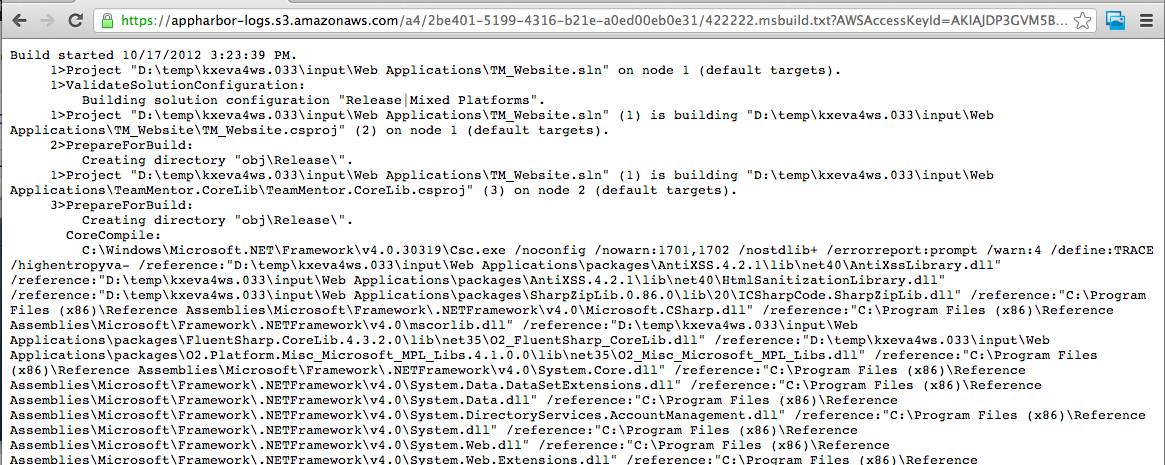 https://appharbor-logs.s3.amazonaws.com/a4/2be401-5199-4316-b21e-a0ed00eb0e31/422222.msbuild.txt?AWSAccessKeyId=AKIAJDP3GVM5B...
Build started 10/17/2012 3:23:39 PM.
1>Project "D:\temp\kxeva4ws.033\input\Web Applications\TM_Website.sln" on node 1 (default targets).
1>ValidateSolutionConfiguration:
Building solution configuration "Release|Mixed Platforms".
1>Project "D:\temp\kxeva4ws.033\input\Web Applications\TM_Website.sln" (1) is building "D:\temp\kxeva4ws.033\input\Web
Applications\TM_Website\TM_Website.csproj" (2) on node 1 (default targets).
2>PrepareForBuild:
Creating directory "obj\Release\".
1>Project "D:\temp\kxeva4ws.033\input\Web Applications\TM_Website.sln" (1) is building "D:\temp\kxeva4ws.033\input\Web
Applications\TeamMentor.CoreLib\TeamMentor.CoreLib.csproj" (3) on node 2 (default targets).
3>PrepareForBuild:
Creating directory "obj\Release\".
CoreCompile:
C:\Windows\Microsoft.NET\Framework\v4.0.30319\Csc.exe /noconfig /nowarn:1701,1702 /nostdlib+ /errorreport:prompt /warn:4 /define:TRACE
/highentropyva- /reference:"D:\temp\kxeva4ws.033\input\Web Applications\packages\AntiXSS.4.2.1\lib\net40\AntiXssLibrary.dll"
/reference:"D:\temp\kxeva4ws.033\input\Web Applications\packages\AntiXSS.4.2.1\lib\net40\HtmlSanitizationLibrary.dll"
/reference:"D:\temp\kxeva4ws.033\input\Web Applications\packages\SharpZipLib.0.86.0\lib\20\ICSharpCode.SharpZipLib.dll" /reference:"C:\Program
Files (x86)\Reference Assemblies\Microsoft\Framework\.NETFramework\v4.0\Microsoft.CSharp.dll" /reference:"C:\Program Files (x86)\Reference
Assemblies\Microsoft\Framework\.NETFramework\v4.0\mscorlib.dll" /reference:"D:\temp\kxeva4ws.033\input\Web
Applications\packages\FluentSharp.CoreLib.4.3.2.0\lib\net35\O2_FluentSharp_CoreLib.dll" /reference:"D:\temp\kxeva4ws.033\input\Web
Applications\packages\O2.Platform.Misc_Microsoft_MPL_Libs.4.1.0.0\lib\net35\O2_Misc_Microsoft_MPL_Libs.dll" /reference:"C:\Program Files
(x86)\Reference Assemblies\Microsoft\Framework\.NETFramework\v4.0\System.Core.dll" /reference:"C:\Program Files (x86)\Reference
Assemblies\Microsoft\Framework\.NETFramework\v4.0\System.Data.DataSetExtensions.dll" /reference:"C:\Program Files (x86)\Reference
Assemblies\Microsoft\Framework\.NETFramework\v4.0\System.Data.dll" /reference:"C:\Program Files (x86)\Reference
Assemblies\Microsoft\Framework\.NETFramework\v4.0\System.DirectoryServices.AccountManagement.dll" /reference:"C:\Program Files (x86)\Reference
Assemblies\Microsoft\Framework\.NETFramework\v4.0\System.dll" /reference:"C:\Program Files (x86)\Reference
Assemblies\Microsoft\Framework\.NETFramework\v4.0\System.Web.dll" /reference:"C:\Program Files (x86)\Reference
Assemblies\Microsoft\Framework\.NETFramework\v4.0\System.Web.Extensions.dll" /reference:"C:\Program Files (x86)\Reference